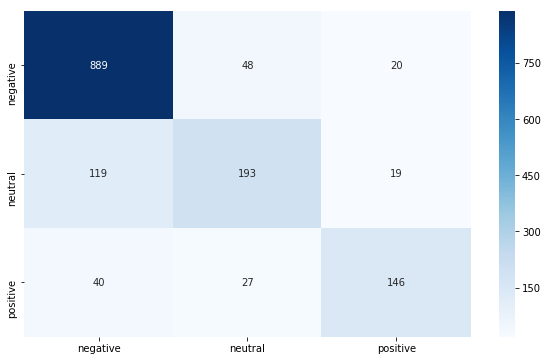 negative 889 48 20
neutral 119 193 19
positive 40 27 146
negative neutral positive
750
600
450
300
150